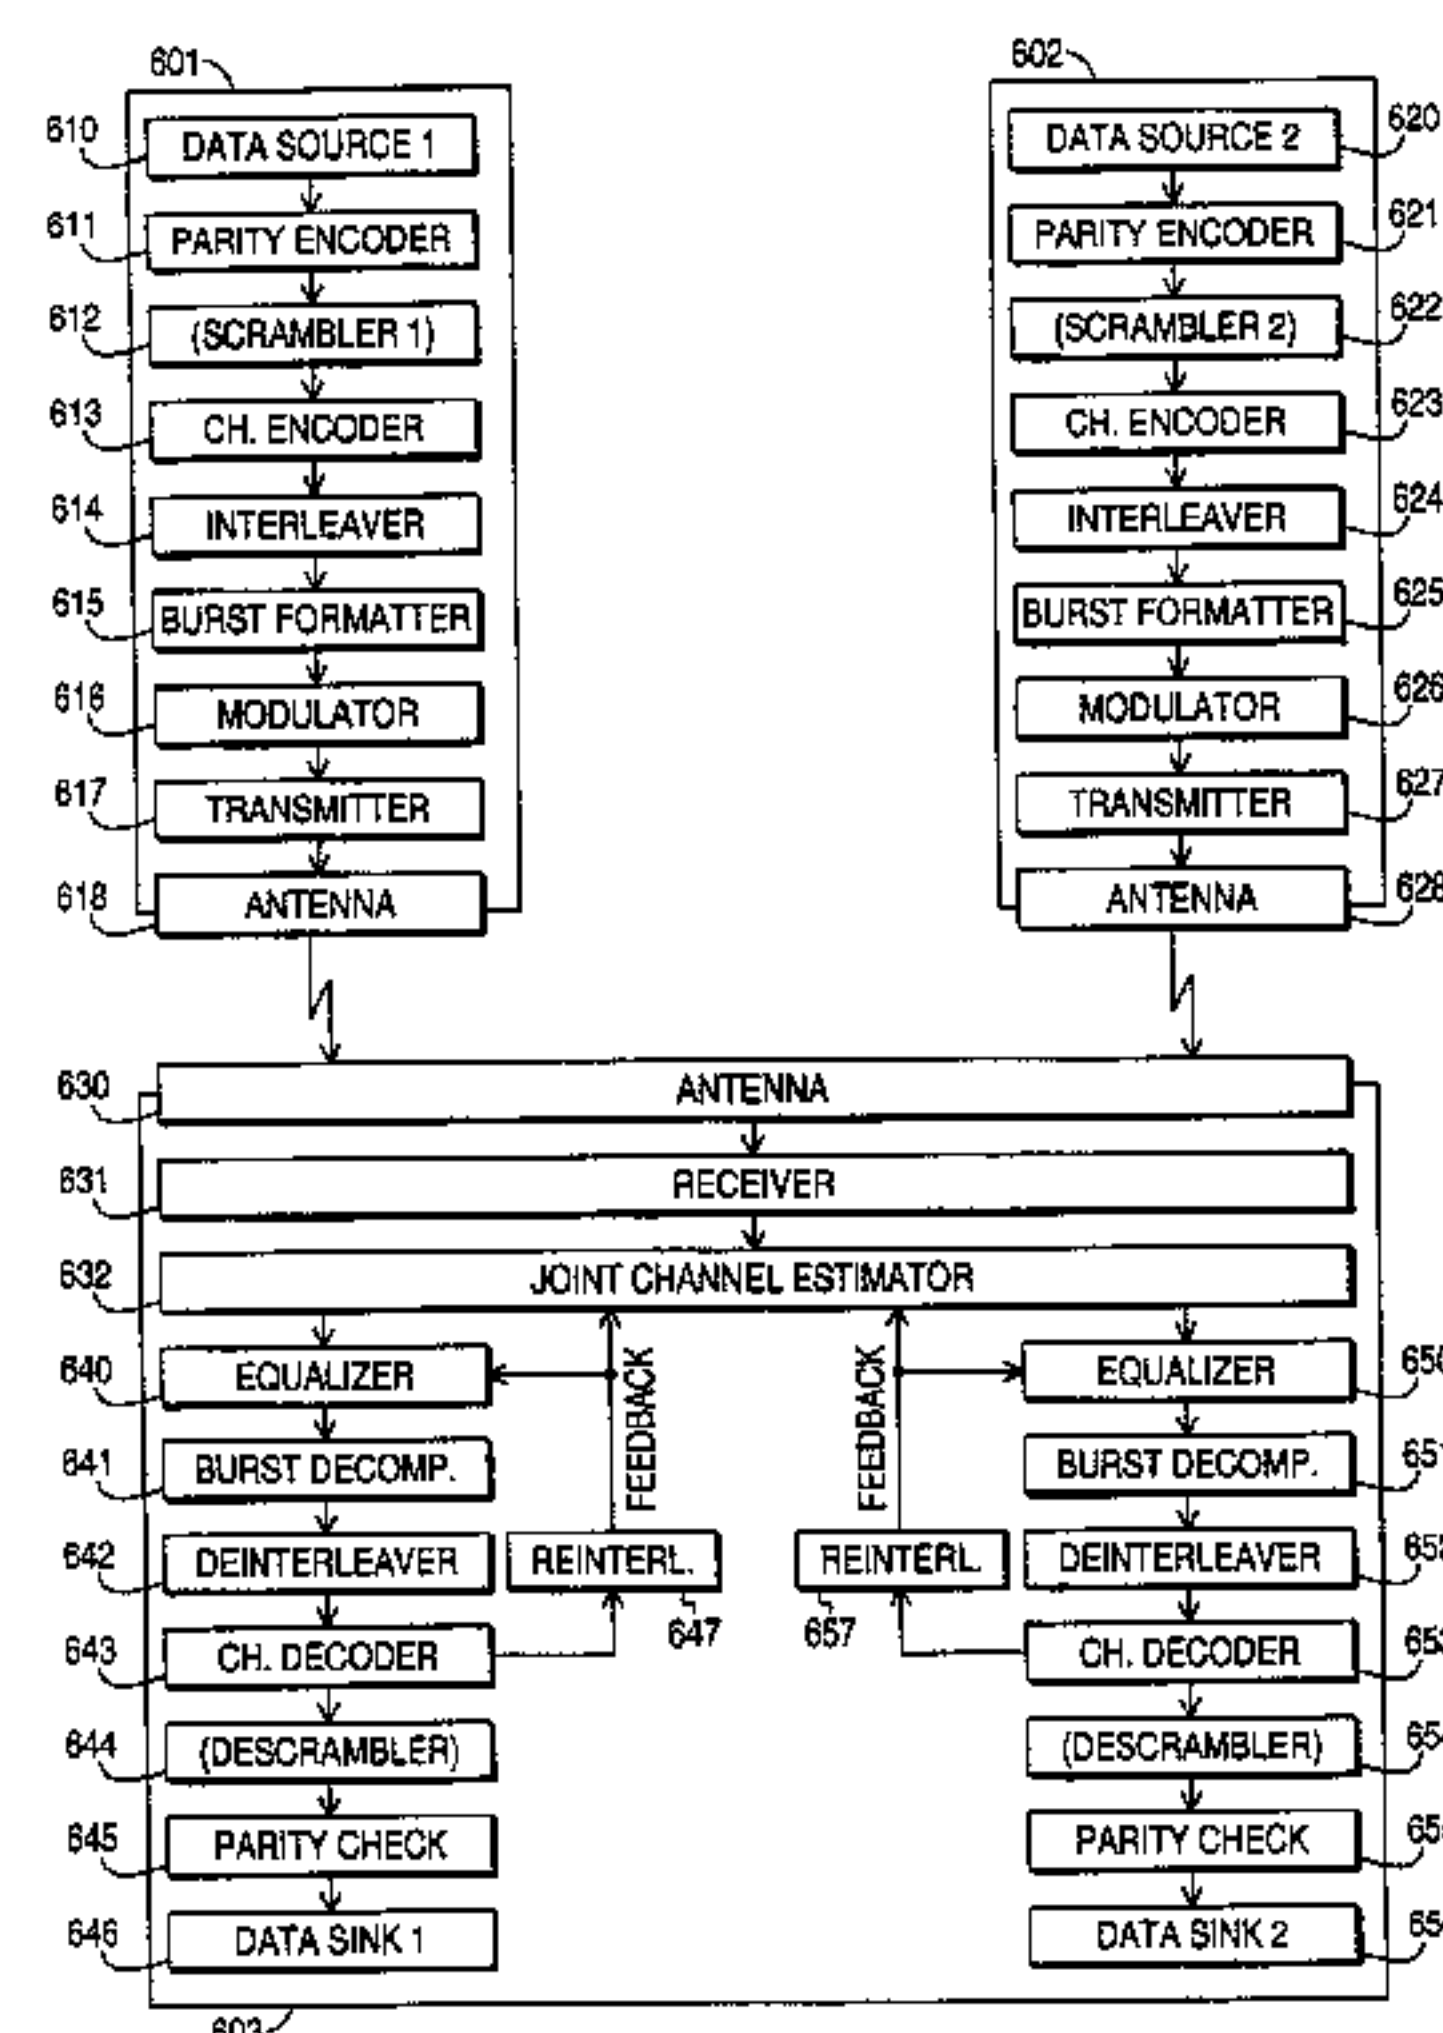 601
610 DATA SOURCE 1
611 PARITY ENCODER
612 (SCRAMBLER 1)
613 CH. ENCODER
614 INTERLEAVER
615 BURST FORMATTER
616 MODULATOR
617 TRANSMITTER
618 ANTENNA
602
DATA SOURCE 2 620
PARITY ENCODER 621
(SCRAMBLER 2) 622
CH. ENCODER 623
INTERLEAVER 624
BURST FORMATTER 625
MODULATOR 626
TRANSMITTER 627
ANTENNA 628
630 ANTENNA
631 RECEIVER
632 JOINT CHANNEL ESTIMATOR
640 EQUALIZER
641 BURST DECOMP.
642 DEINTERLEAVER
643 CH. DECODER
644 (DESCRAMBLER)
645 PARITY CHECK
646 DATA SINK 1
FEEDBACK
REINTERL.
647
FEEDBACK
REINTERL.
657
EQUALIZER
BURST DECOMP.
DEINTERLEAVER
CH. DECODER
(DESCRAMBLER)
PARITY CHECK
DATA SINK 2
603